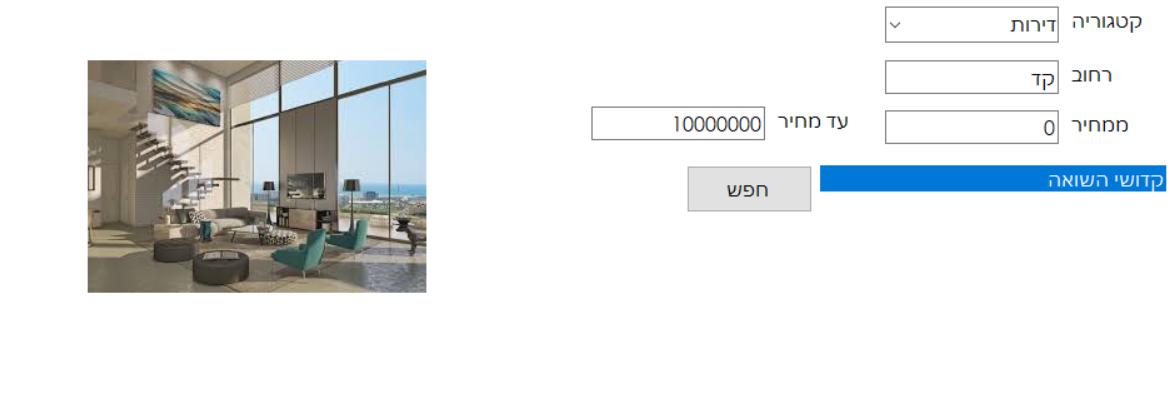 קטגוריה דירות
רחוב קד
ממחיר 0 עד מחיר 10000000
קדושי השואה
חפש